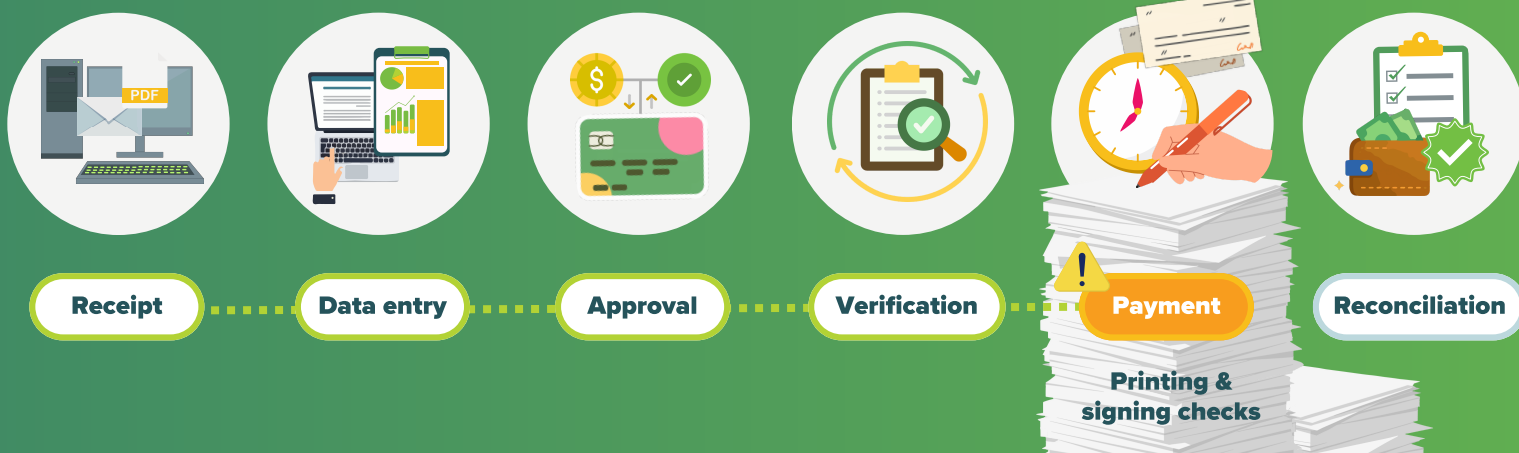 PDF
Receipt
Data entry
Approval
Verification
Payment
Reconciliation
Printing &
signing checks